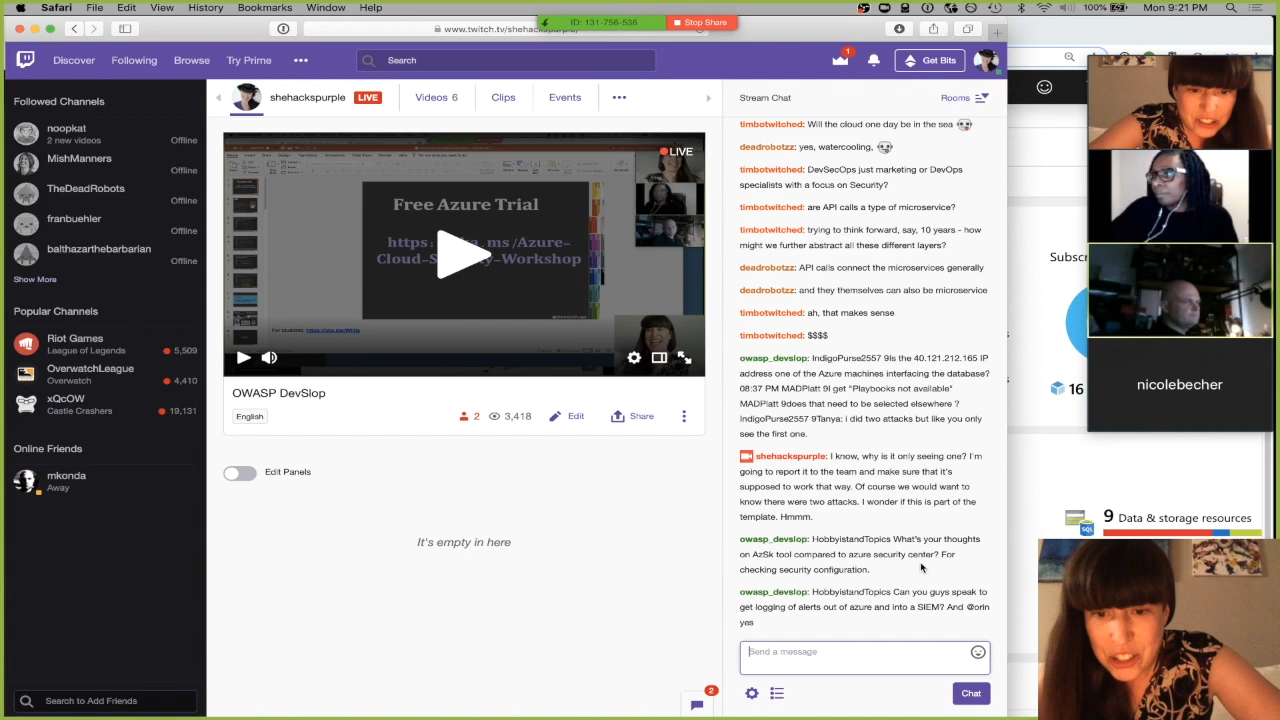 Safari File Edit View History Bookmarks Window Help
100% Mon 9:21 PM
ID: 131-756-536 Stop Share
www.twitch.tv/shehackspurple/
Discover Following Browse Try Prime
Search
1
Get Bits
Followed Channels
noopkat
2 new videos
Offline
MishManners
Offline
TheDeadRobots
Offline
franbuehler
Offline
balthazarthebarbarian
Offline
Show More
Popular Channels
Riot Games
League of Legends
5,509
OverwatchLeague
Overwatch
4,410
xQcOW
Castle Crashers
19,131
Online Friends
mkonda
Away
Search to Add Friends
shehackspurple LIVE Videos 6 Clips Events
LIVE
Free Azure Trial
/Azure-
Cloud-
Workshop
For students:
OWASP DevSlop
English
2 3,418 Edit Share
Edit Panels
It's empty in here
2
Stream Chat Rooms
timbotwitched: Will the cloud one day be in the sea
deadrobotzz: yes, watercooling,
timbotwitched: DevSecOps just marketing or DevOps
specialists with a focus on Security?
timbotwitched: are API calls a type of microservice?
timbotwitched: trying to think forward, say, 10 years - how
might we further abstract all these different layers?
deadrobotzz: API calls connect the microservices generally
deadrobotzz: and they themselves can also be microservice
timbotwitched: ah, that makes sense
timbotwitched: $$$$
owasp_devslop: IndigoPurse2557 9Is the 40.121.212.165 IP
address one of the Azure machines interfacing the database?
08:37 PM MADPlatt 9I get "Playbooks not available"
MADPlatt 9does that need to be selected elsewhere ?
IndigoPurse2557 9Tanya: i did two attacks but like you only
see the first one.
shehackspurple: I know, why is it only seeing one? I'm
going to report it to the team and make sure that it's
supposed to work that way. Of course we would want to
know there were two attacks. I wonder if this is part of the
template. Hmmm.
owasp_devslop: HobbyistandTopics What's your thoughts
on AzSk tool compared to azure security center? For
checking security configuration.
owasp_devslop: HobbyistandTopics Can you guys speak to
get logging of alerts out of azure and into a SIEM? And @orin
yes
Send a message
Chat
Subsc
16
9 Data & storage resources
SQL
nicolebecher